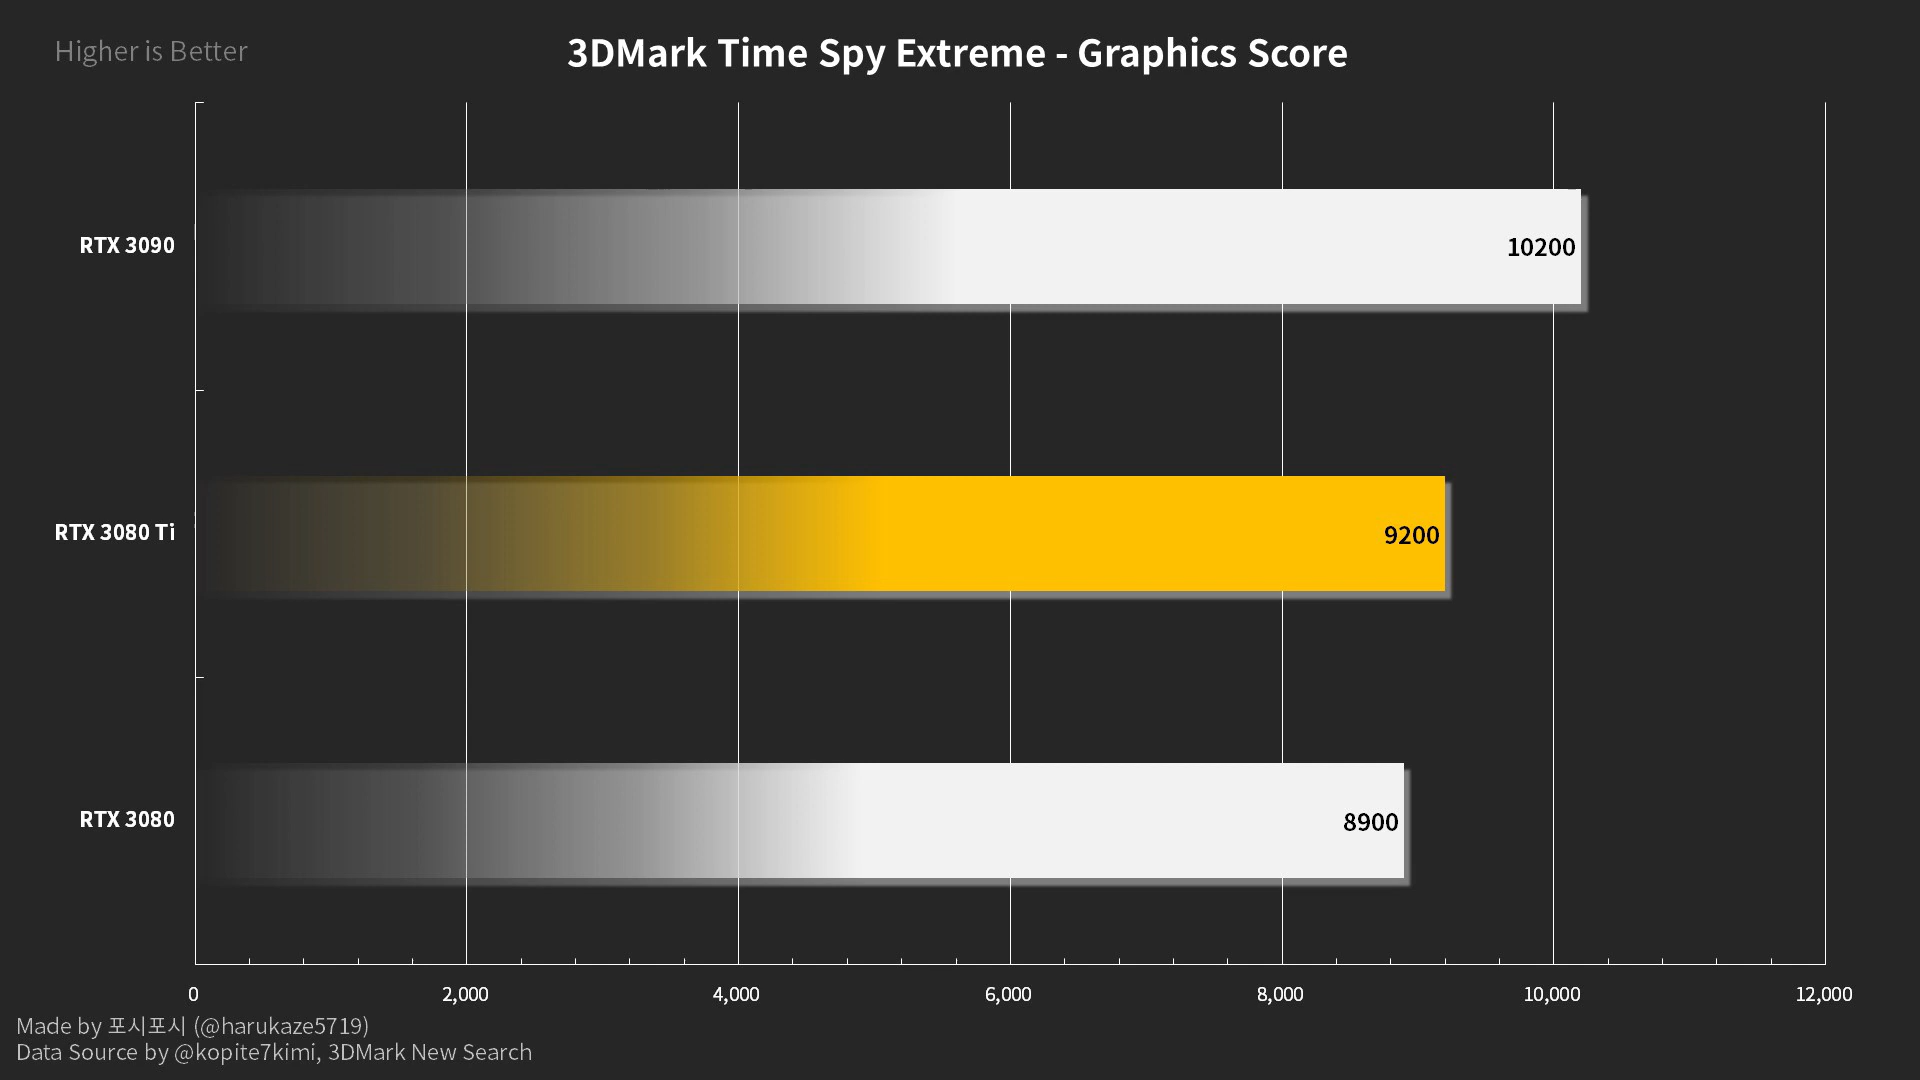 Higher is Better
3DMark Time Spy Extreme - Graphics Score
RTX 3090
10200
RTX 3080 Ti
9200
RTX 3080
8900
0 2,000 4,000 6,000 8,000 10,000 12,000
Made by 포시포시 (@harukaze5719)
Data Source by @kopite7kimi, 3DMark New Search